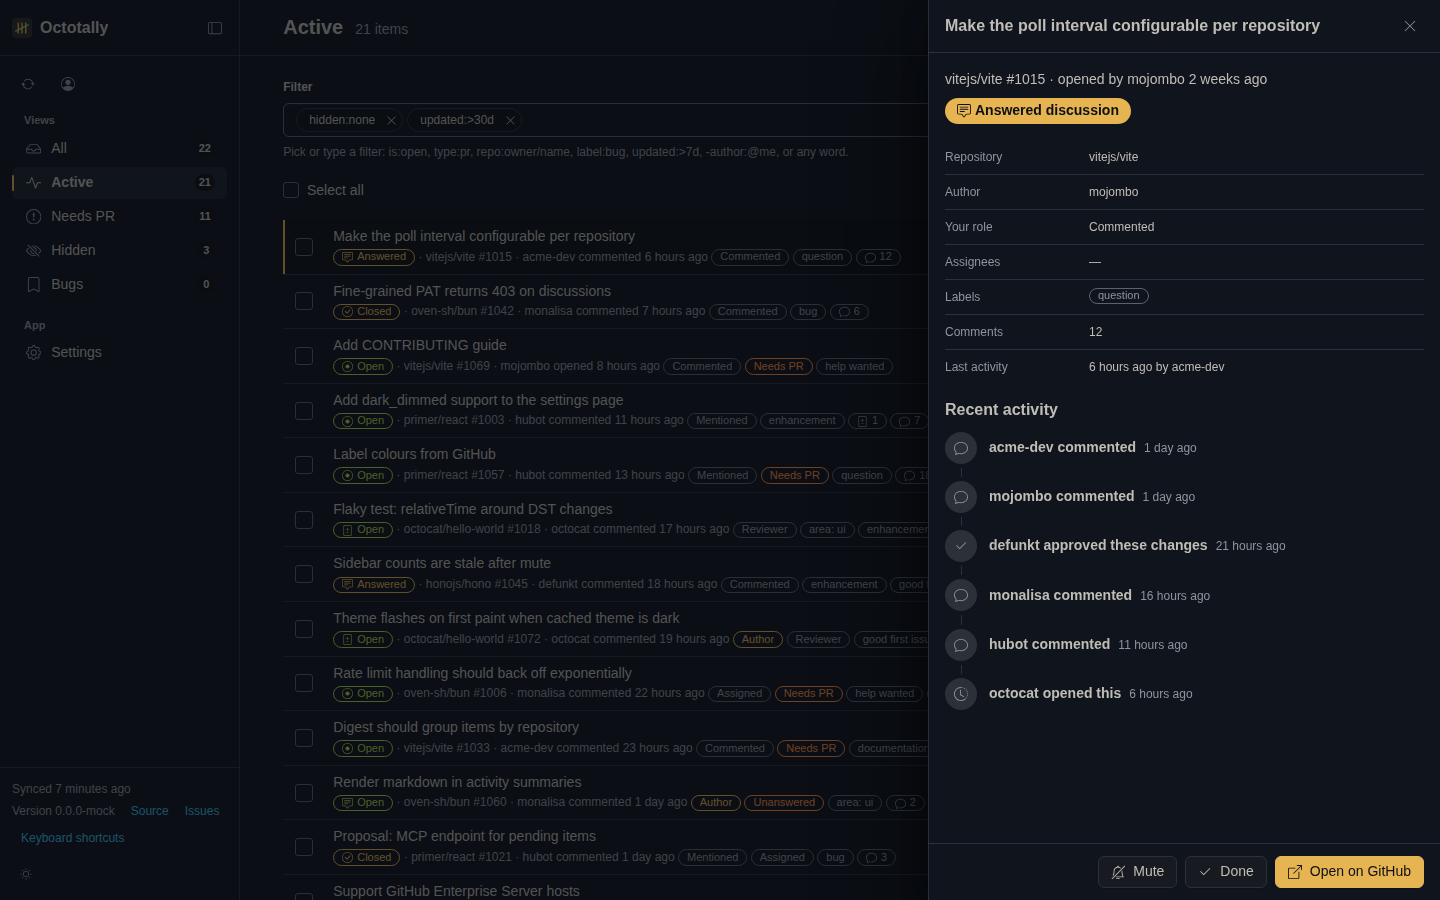 Octotally
Views
All 22
Active 21
Needs PR 11
Hidden 3
Bugs 0
App
Settings
Synced 7 minutes ago
Version 0.0.0-mock Source Issues
Keyboard shortcuts
Active 21 items
Filter
hidden:none updated:>30d
Pick or type a filter: is:open, type:pr, repo:owner/name, label:bug, updated:>7d, -author:@me, or any word.
Select all
Make the poll interval configurable per repository
Answered · vitejs/vite #1015 · acme-dev commented 6 hours ago Commented question 12
Fine-grained PAT returns 403 on discussions
Closed · oven-sh/bun #1042 · monalisa commented 7 hours ago Commented bug 6
Add CONTRIBUTING guide
Open · vitejs/vite #1069 · mojombo opened 8 hours ago Commented Needs PR help wanted
Add dark_dimmed support to the settings page
Open · primer/react #1003 · hubot commented 11 hours ago Mentioned enhancement 1 7
Label colours from GitHub
Open · primer/react #1057 · hubot commented 13 hours ago Mentioned Needs PR question
Flaky test: relativeTime around DST changes
Open · octocat/hello-world #1018 · octocat commented 17 hours ago Reviewer area: ui enhancemen
Sidebar counts are stale after mute
Answered · honojs/hono #1045 · defunkt commented 18 hours ago Commented enhancement good
Theme flashes on first paint when cached theme is dark
Open · octocat/hello-world #1072 · octocat commented 19 hours ago Author Reviewer good first issu
Rate limit handling should back off exponentially
Open · oven-sh/bun #1006 · monalisa commented 22 hours ago Assigned Needs PR help wanted
Digest should group items by repository
Open · vitejs/vite #1033 · acme-dev commented 23 hours ago Commented Needs PR documentation
Render markdown in activity summaries
Open · oven-sh/bun #1060 · monalisa commented 1 day ago Author Unanswered area: ui 2
Proposal: MCP endpoint for pending items
Closed · primer/react #1021 · hubot commented 1 day ago Mentioned Assigned bug 3
Support GitHub Enterprise Server hosts
Make the poll interval configurable per repository
vitejs/vite #1015 · opened by mojombo 2 weeks ago
Answered discussion
Repository vitejs/vite
Author mojombo
Your role Commented
Assignees —
Labels question
Comments 12
Last activity 6 hours ago by acme-dev
Recent activity
acme-dev commented 1 day ago
mojombo commented 1 day ago
defunkt approved these changes 21 hours ago
monalisa commented 16 hours ago
hubot commented 11 hours ago
octocat opened this 6 hours ago
Mute Done Open on GitHub